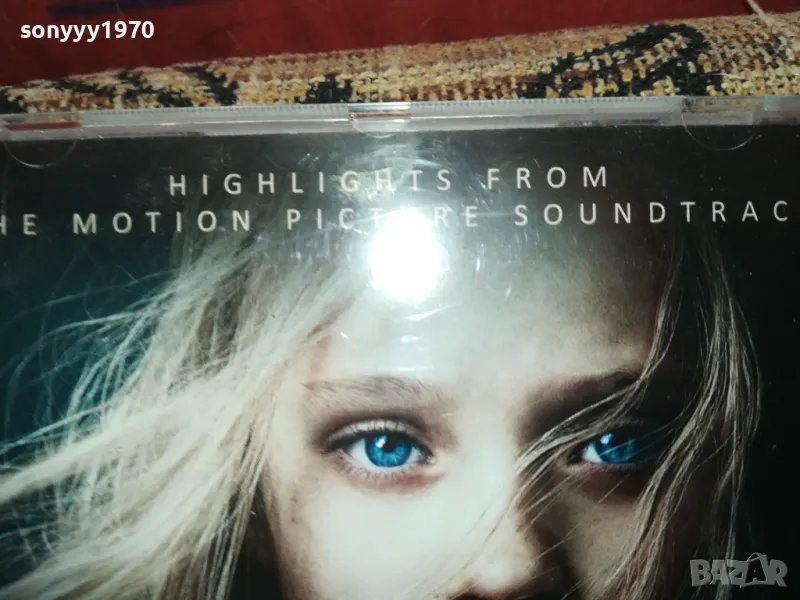 sonyyy1970
HIGHLIGHTS FROM
HE MOTION PICTURE SOUNDTRAC
BAZAR